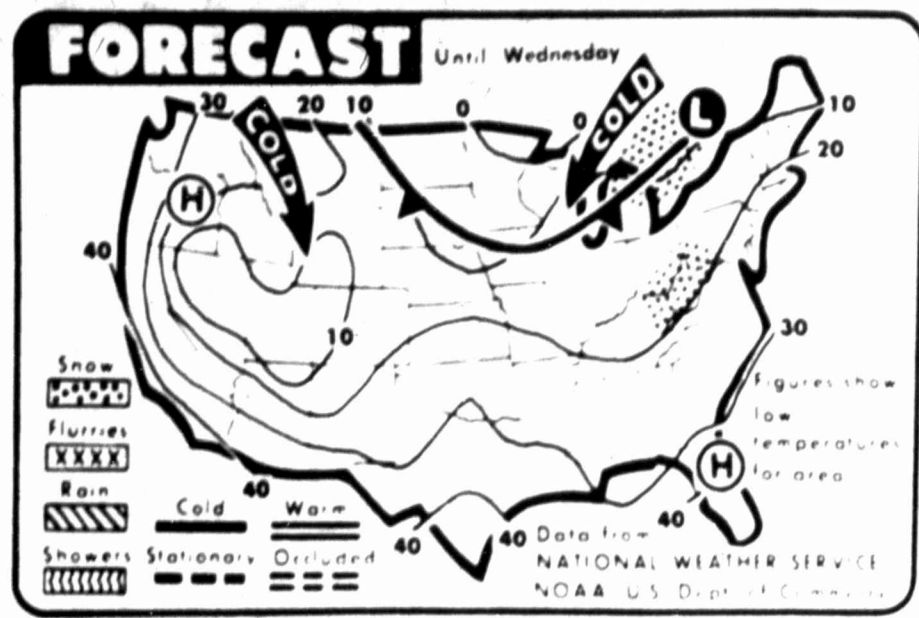 FORECAST
Until Wednesday
30 20 10 0 0 10
COLD
COLD
L
20
H
40
10
30
Snow
Flurries
Rain
Showers
Cold
Warm
Stationary
Occluded
40
40
40
40
H
Figures show
low
temperatures
for area
Data from
NATIONAL WEATHER SERVICE
NOAA U S Dept of